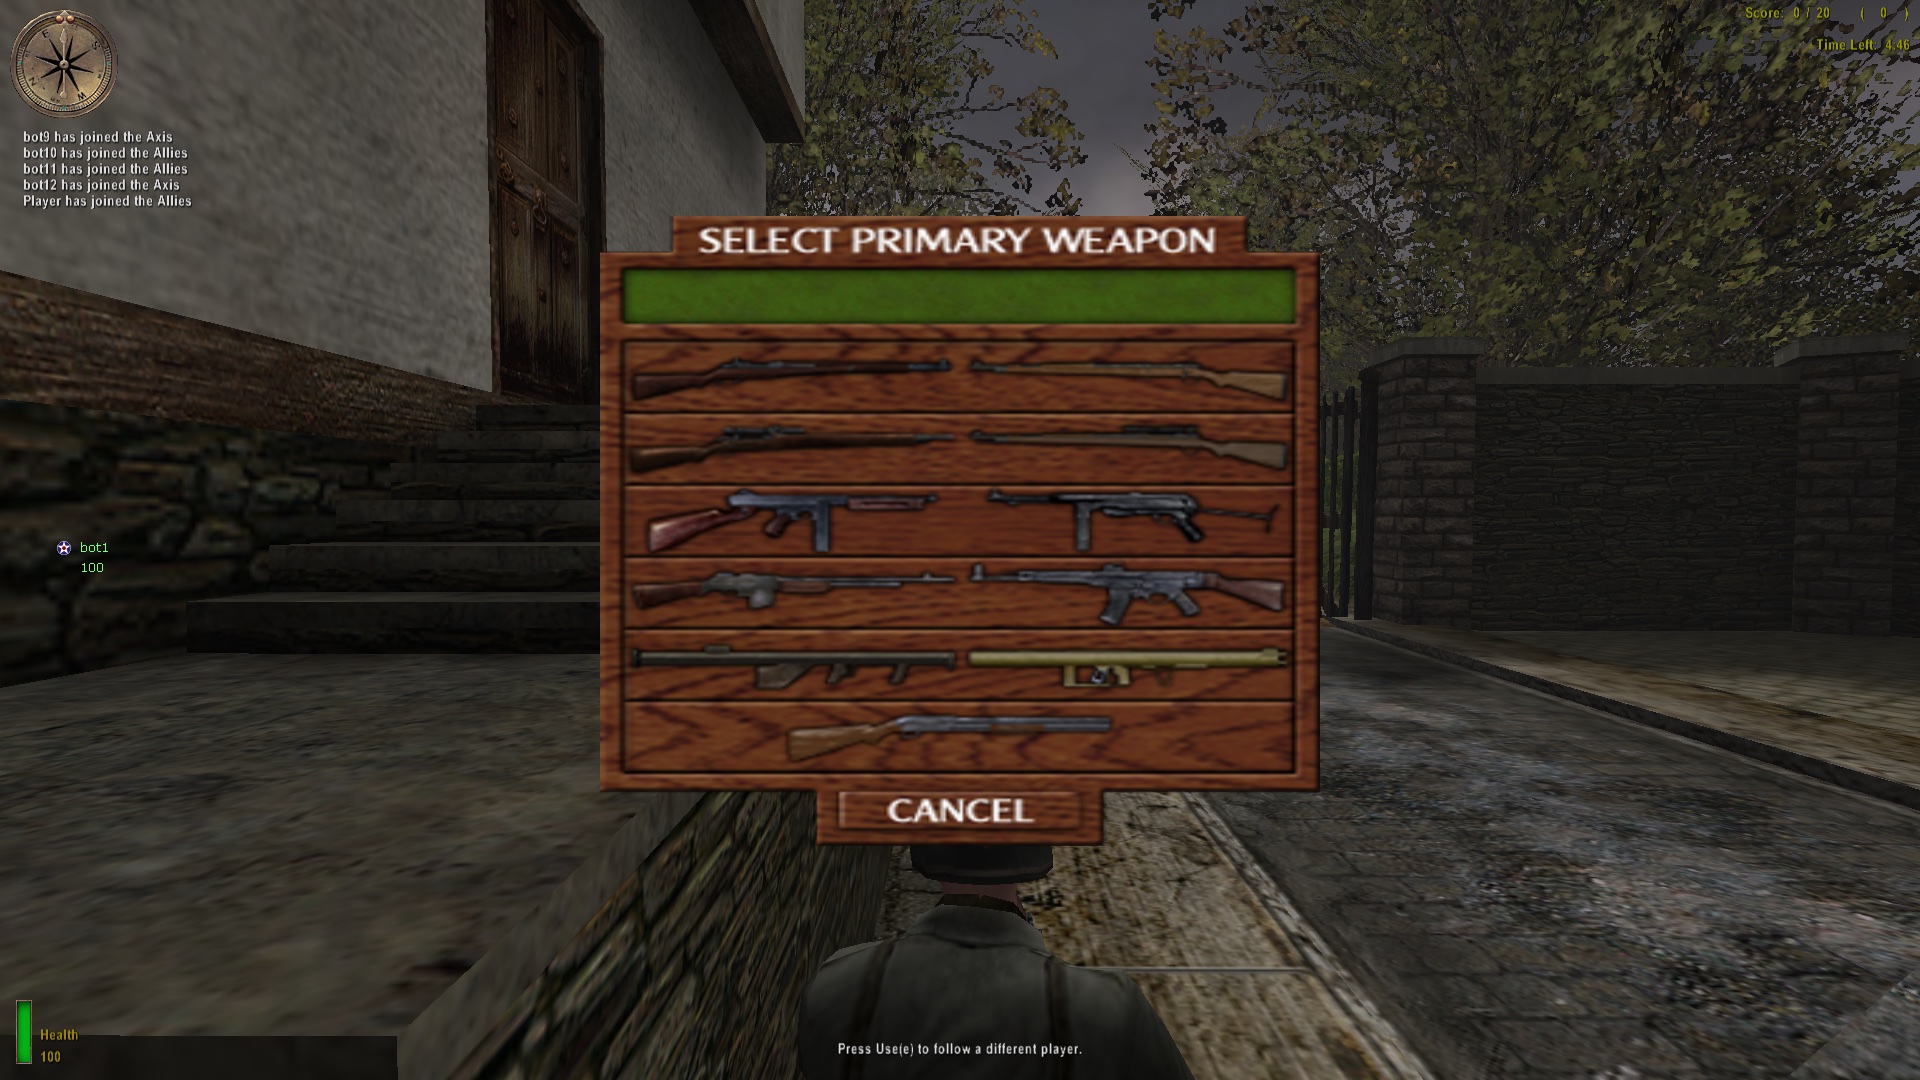 Score: 0 / 20 ( 0 )
Time Left: 4:46
bot9 has joined the Axis
bot10 has joined the Allies
bot11 has joined the Allies
bot12 has joined the Axis
Player has joined the Allies
SELECT PRIMARY WEAPON
bot1
100
CANCEL
Health
100
Press Use(e) to follow a different player.